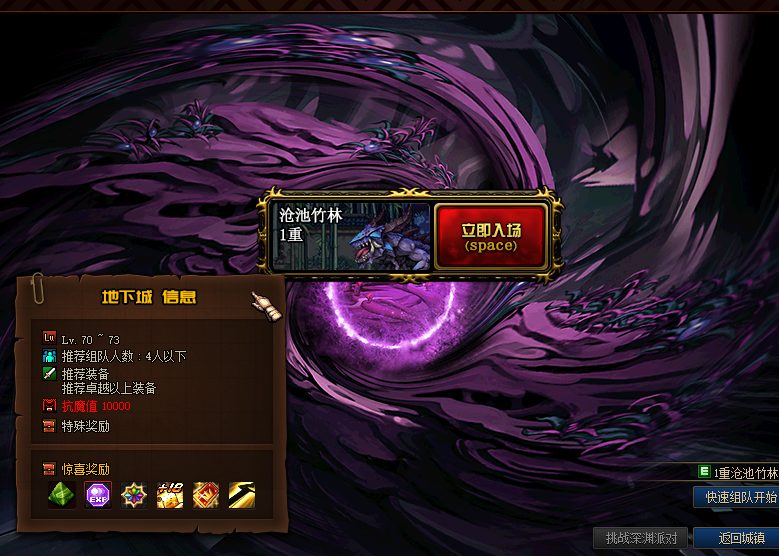 沧池竹林
1重
立即入场
(space)
地下城 信息
Lv. 70 ~ 73
推荐组队人数：4人以下
推荐装备
推荐卓越以上装备
抗魔值 10000
特殊奖励
惊喜奖励
EXP
E 1重沧池竹林
快速组队开始
挑战深渊派对
返回城镇